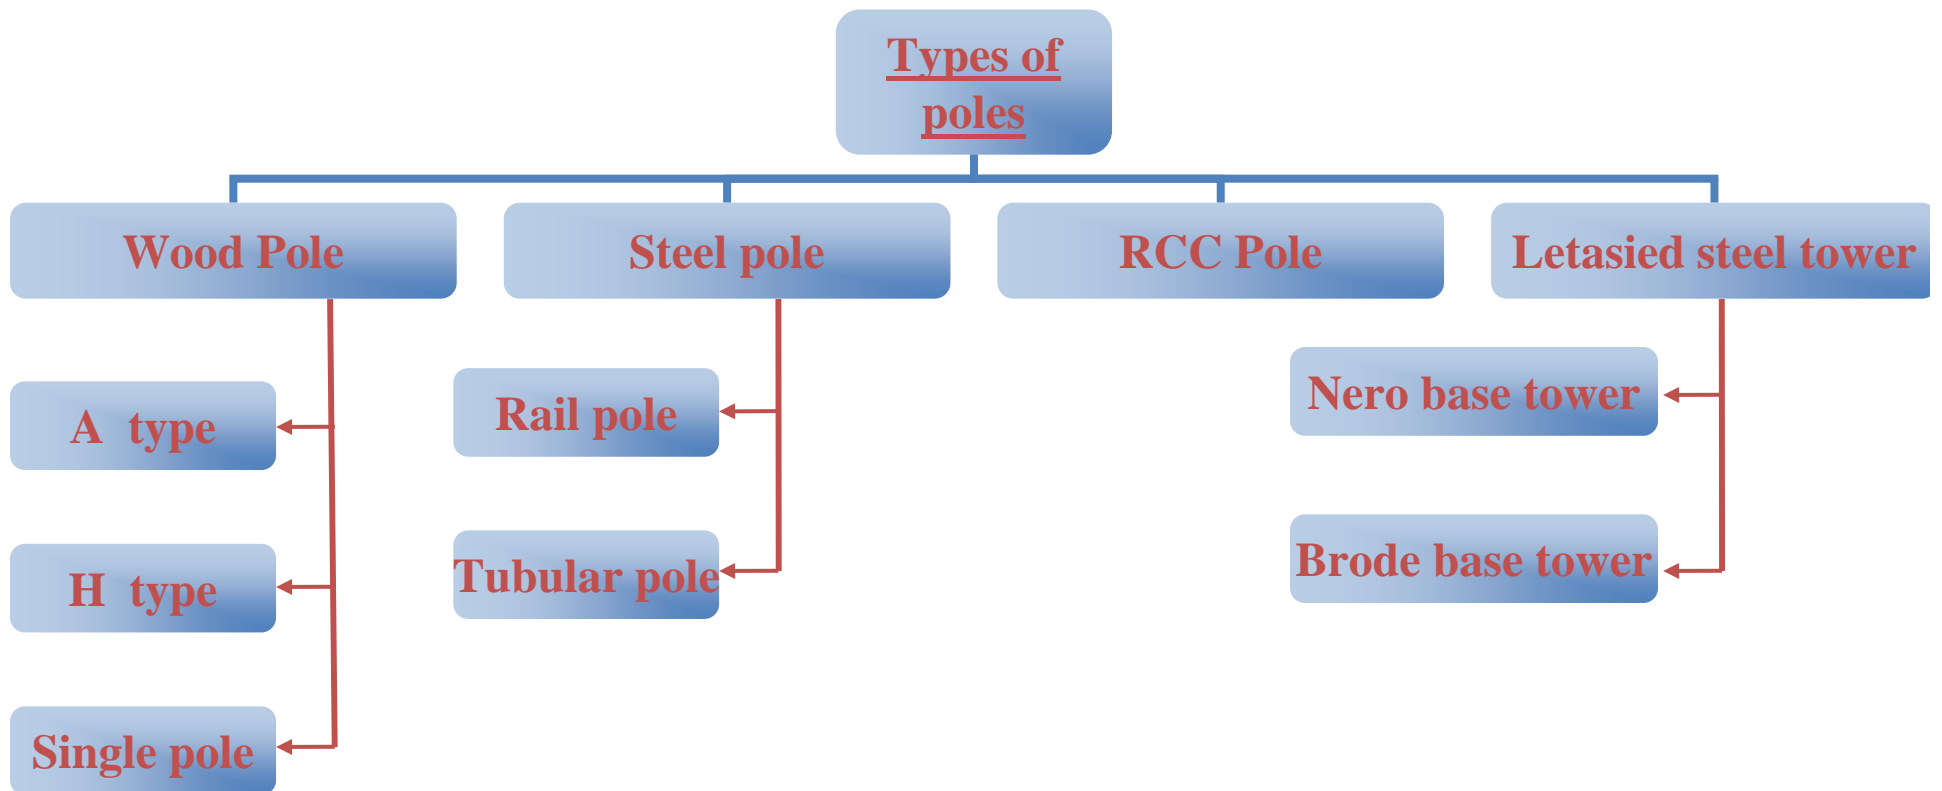 Types of
poles
Wood Pole
Steel pole
RCC Pole
Letasied steel tower
A  type
H  type
Single pole
Rail pole
Tubular pole
Nero base tower
Brode base tower